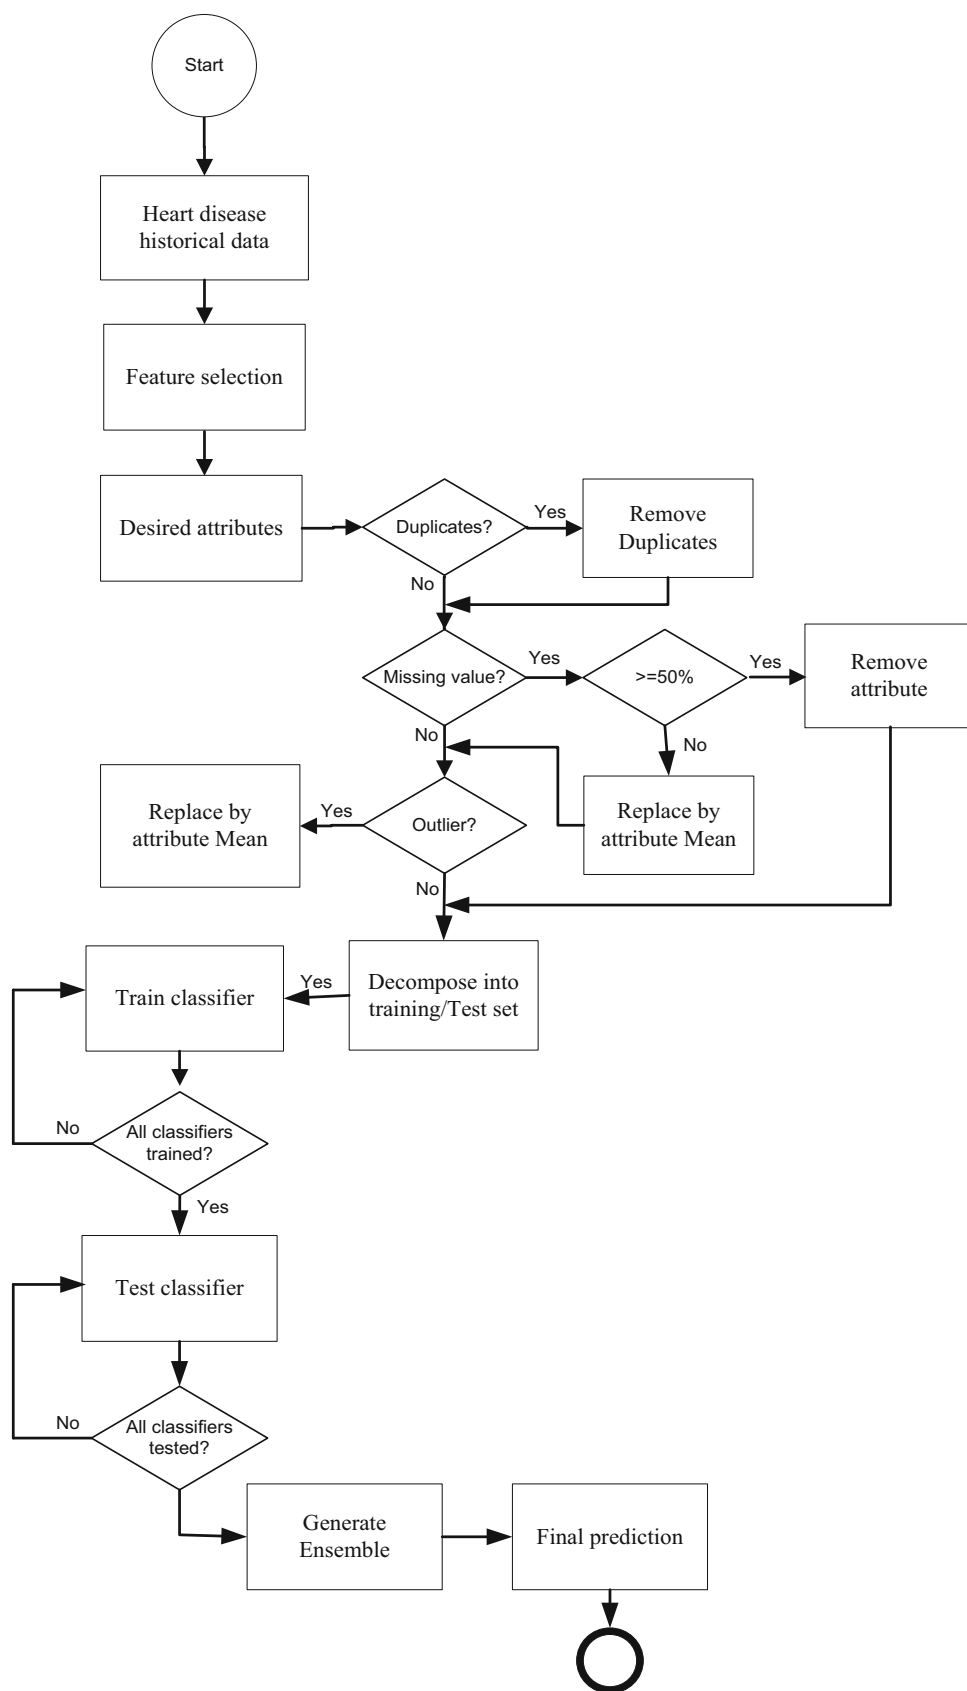 Start
Heart disease
historical data
Feature selection
Desired attributes
Duplicates?
Yes
Remove
Duplicates
No
Missing value?
Yes
>=50%
Yes
Remove
attribute
No
No
Replace by
attribute Mean
Yes
Outlier?
Replace by
attribute Mean
No
Decompose into
training/Test set
Yes
Train classifier
All classifiers
trained?
No
Yes
Test classifier
All classifiers
tested?
No
Generate
Ensemble
Final prediction